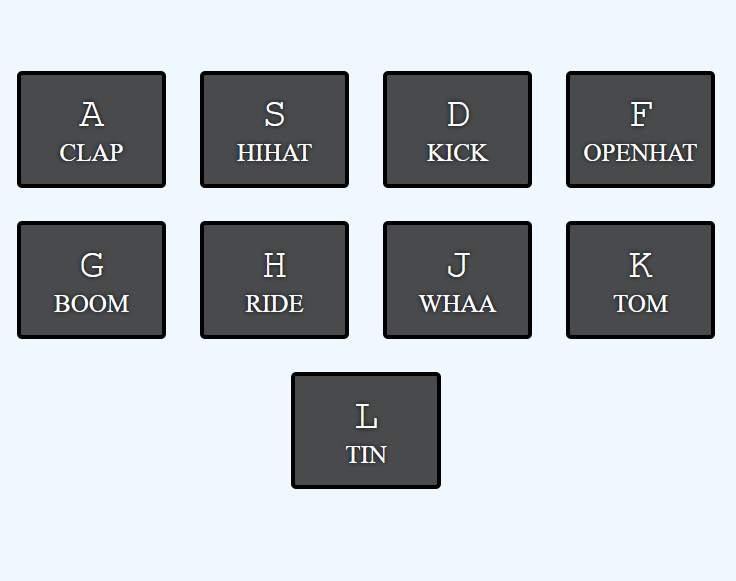 A
CLAP
S
HIHAT
D
KICK
F
OPENHAT
G
BOOM
H
RIDE
J
WHAA
K
TOM
L
TIN